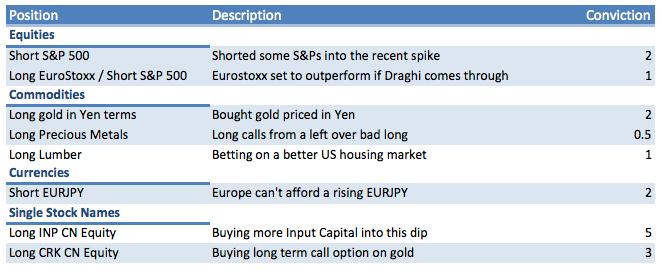 Position Description Conviction
Equities
Short S&P 500 Shorted some S&Ps into the recent spike 2
Long EuroStoxx / Short S&P 500 Eurostoxx set to outperform if Draghi comes through 1
Commodities
Long gold in Yen terms Bought gold priced in Yen 2
Long Precious Metals Long calls from a left over bad long 0.5
Long Lumber Betting on a better US housing market 1
Currencies
Short EURJPY Europe can't afford a rising EURJPY 2
Single Stock Names
Long INP CN Equity Buying more Input Capital into this dip 5
Long CRK CN Equity Buying long term call option on gold 3